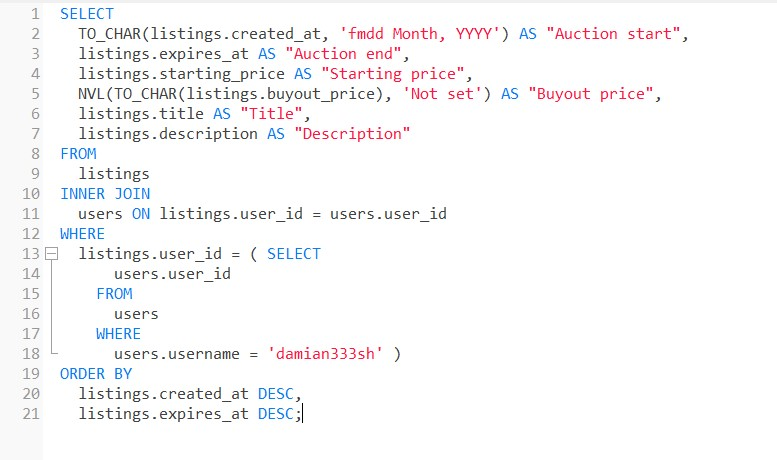 1 SELECT
2 TO_CHAR(listings.created_at, 'fmdd Month, YYYY') AS "Auction start",
3 listings.expires_at AS "Auction end",
4 listings.starting_price AS "Starting price",
5 NVL(TO_CHAR(listings.buyout_price), 'Not set') AS "Buyout price",
6 listings.title AS "Title",
7 listings.description AS "Description"
8 FROM
9 listings
10 INNER JOIN
11 users ON listings.user_id = users.user_id
12 WHERE
13 listings.user_id = ( SELECT
14 users.user_id
15 FROM
16 users
17 WHERE
18 users.username = 'damian333sh' )
19 ORDER BY
20 listings.created_at DESC,
21 listings.expires_at DESC;